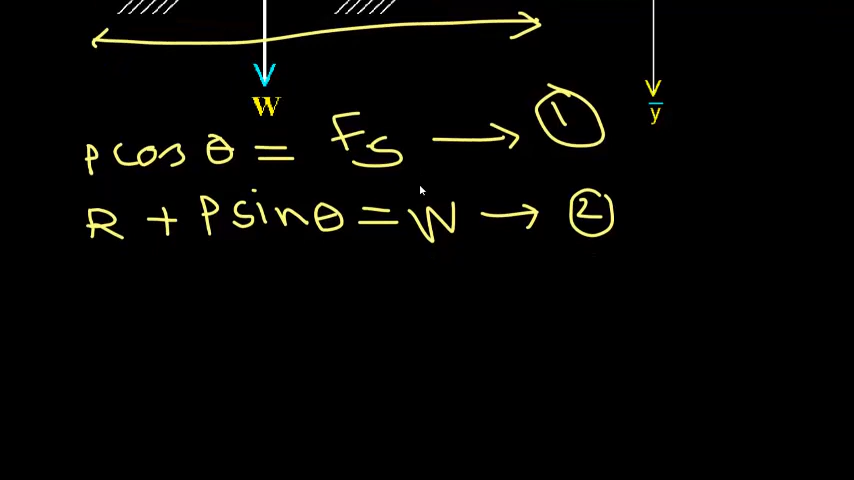 W
y
P cos θ = Fs → 1
R + P sin θ = W → 2